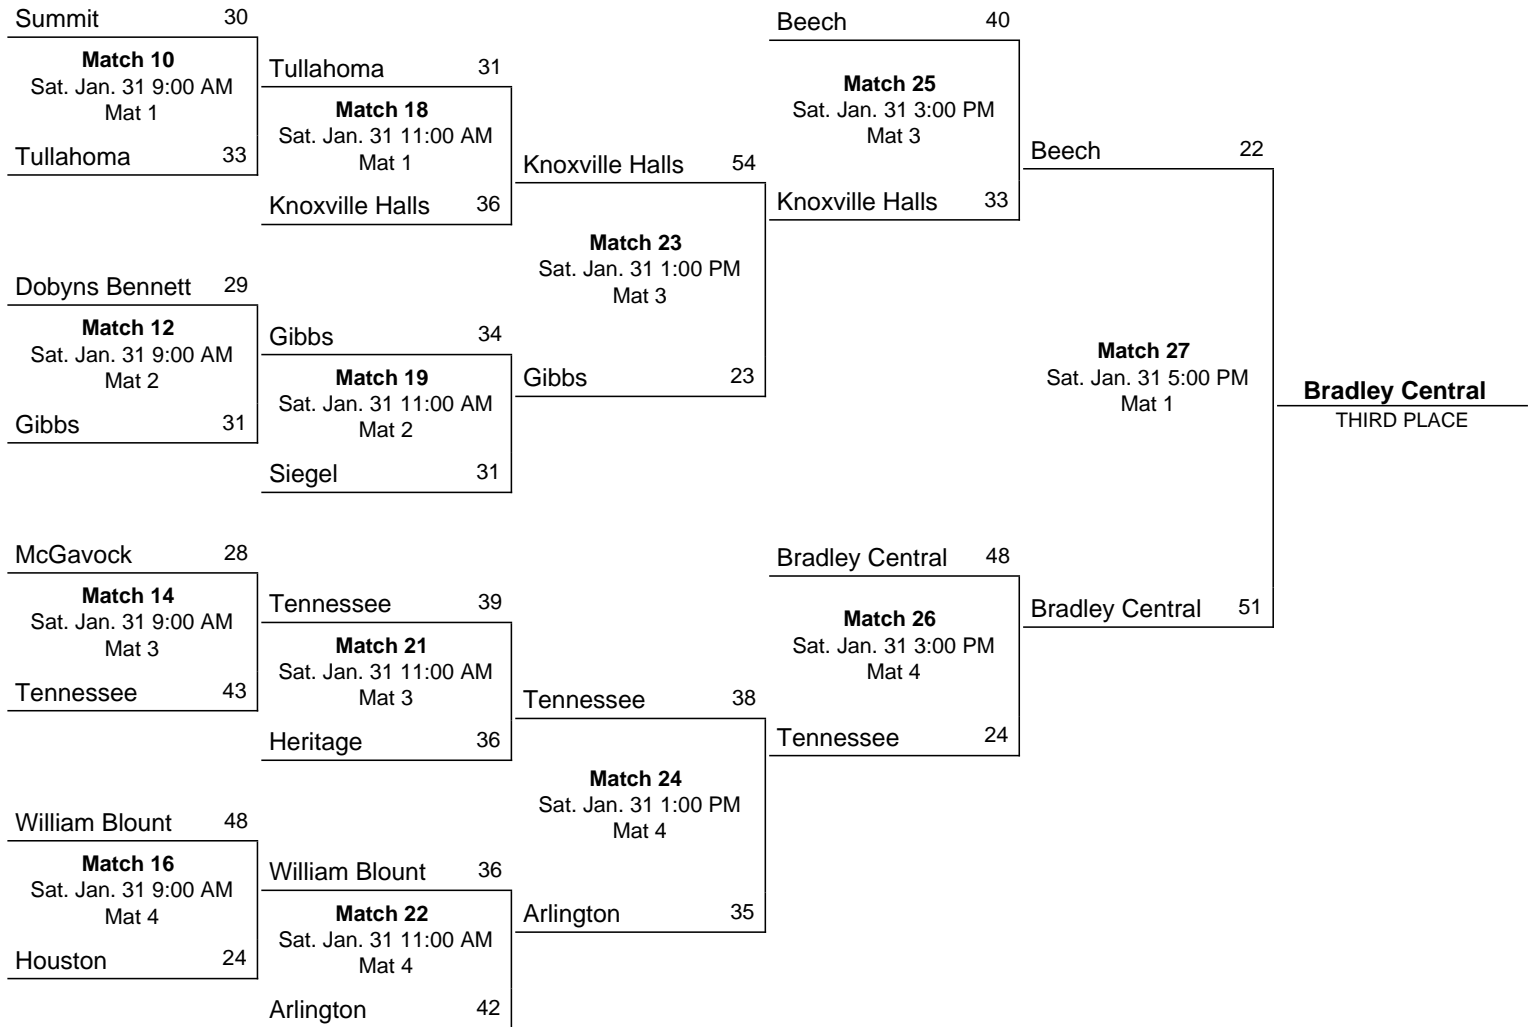 Summit 30
Match 10
Sat. Jan. 31 9:00 AM
Mat 1
Tullahoma 33
Dobyns Bennett 29
Match 12
Sat. Jan. 31 9:00 AM
Mat 2
Gibbs 31
McGavock 28
Match 14
Sat. Jan. 31 9:00 AM
Mat 3
Tennessee 43
William Blount 48
Match 16
Sat. Jan. 31 9:00 AM
Mat 4
Houston 24
Tullahoma 31
Match 18
Sat. Jan. 31 11:00 AM
Mat 1
Knoxville Halls 36
Gibbs 34
Match 19
Sat. Jan. 31 11:00 AM
Mat 2
Siegel 31
Tennessee 39
Match 21
Sat. Jan. 31 11:00 AM
Mat 3
Heritage 36
William Blount 36
Match 22
Sat. Jan. 31 11:00 AM
Mat 4
Arlington 42
Knoxville Halls 54
Match 23
Sat. Jan. 31 1:00 PM
Mat 3
Gibbs 23
Tennessee 38
Match 24
Sat. Jan. 31 1:00 PM
Mat 4
Arlington 35
Beech 40
Match 25
Sat. Jan. 31 3:00 PM
Mat 3
Knoxville Halls 33
Bradley Central 48
Match 26
Sat. Jan. 31 3:00 PM
Mat 4
Tennessee 24
Beech 22
Match 27
Sat. Jan. 31 5:00 PM
Mat 1
Bradley Central 51
Bradley Central
THIRD PLACE